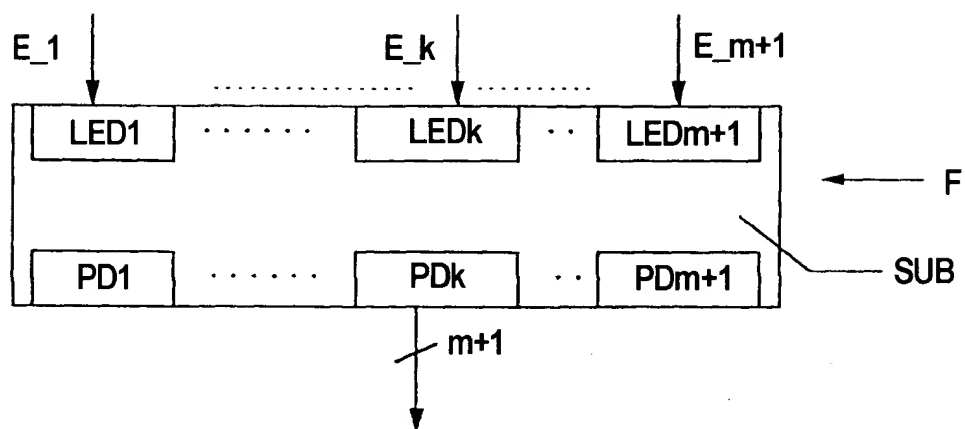 E_1 E_k E_m+1
LED1 ...... LEDk .. LEDm+1
F
PD1 ...... PDk .. PDm+1
SUB
m+1